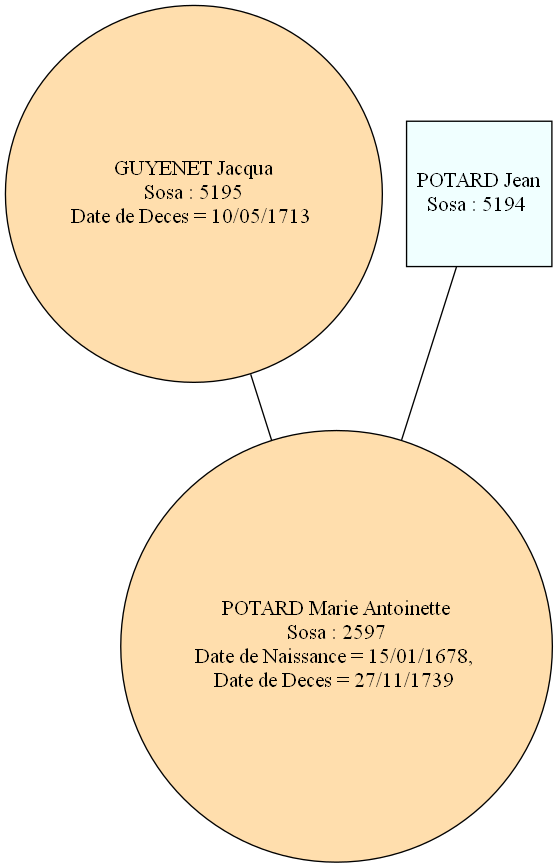 GUYENET Jacqua
Sosa : 5195
Date de Deces = 10/05/1713
POTARD Jean
Sosa : 5194
POTARD Marie Antoinette
Sosa : 2597
Date de Naissance = 15/01/1678,
Date de Deces = 27/11/1739